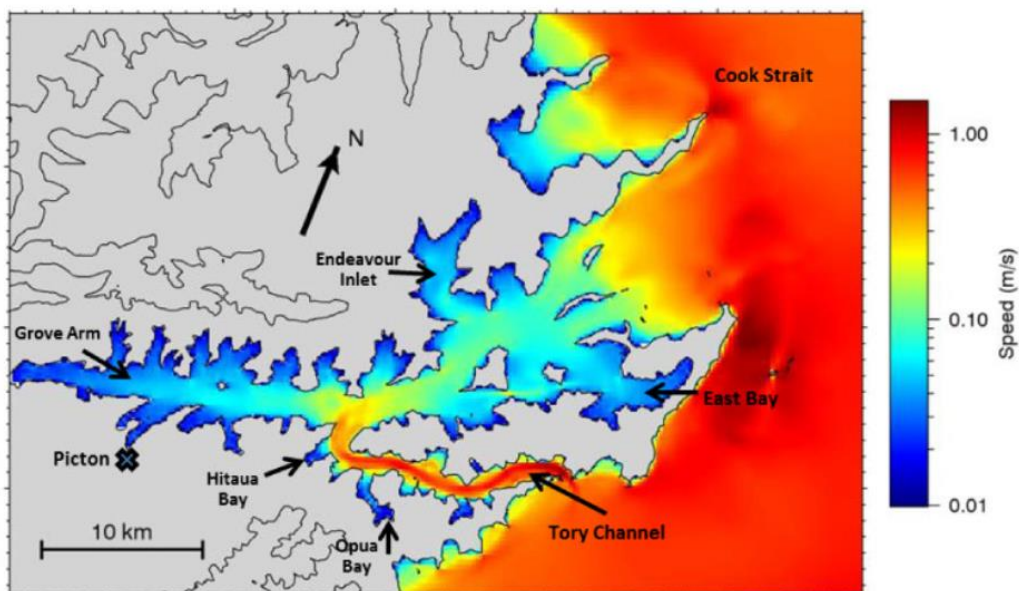 Cook Strait
N
Endeavour
Inlet
Grove Arm
East Bay
Picton
Hitaua
Bay
Opua
Bay
Tory Channel
10 km
1.00
0.10
0.01
Speed (m/s)